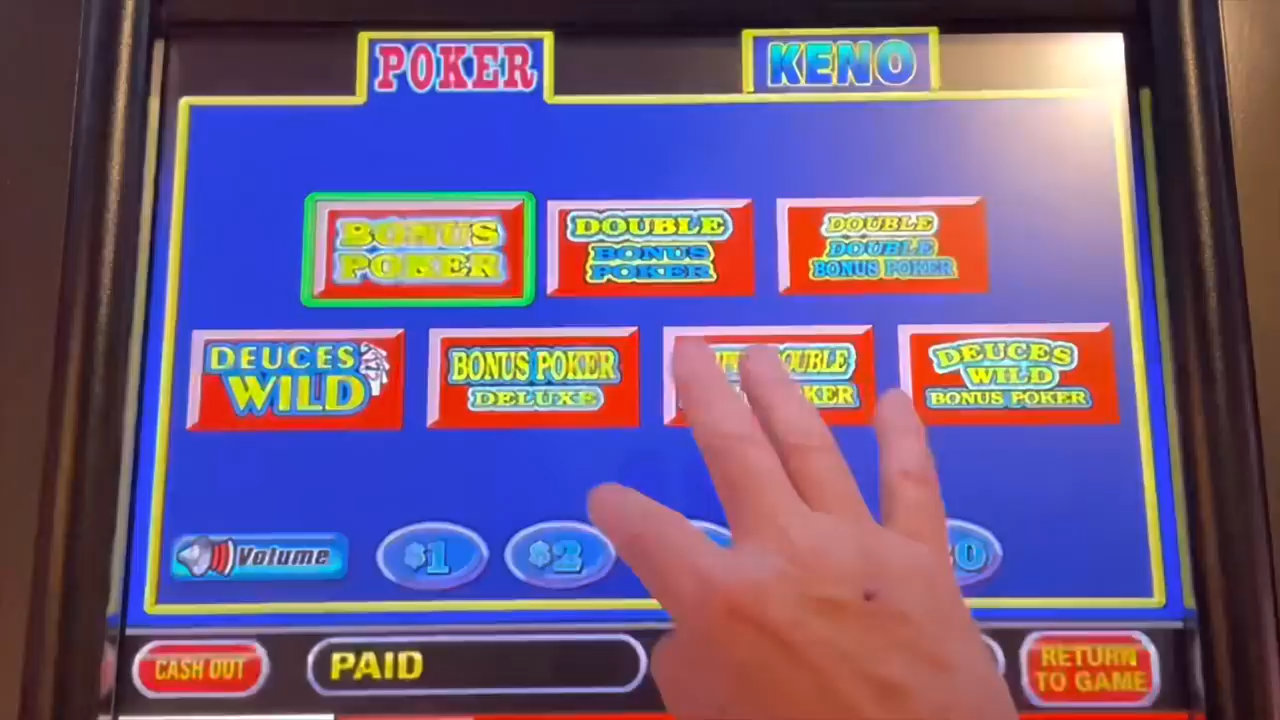 POKER
KENO
BONUS
POKER
DOUBLE
BONUS
POKER
DOUBLE
DOUBLE
BONUS POKER
DEUCES
WILD
BONUS POKER
DELUXE
DOUBLE
DEUCES
WILD
BONUS POKER
Volume
$1
$2
CASH OUT
PAID
RETURN
TO GAME